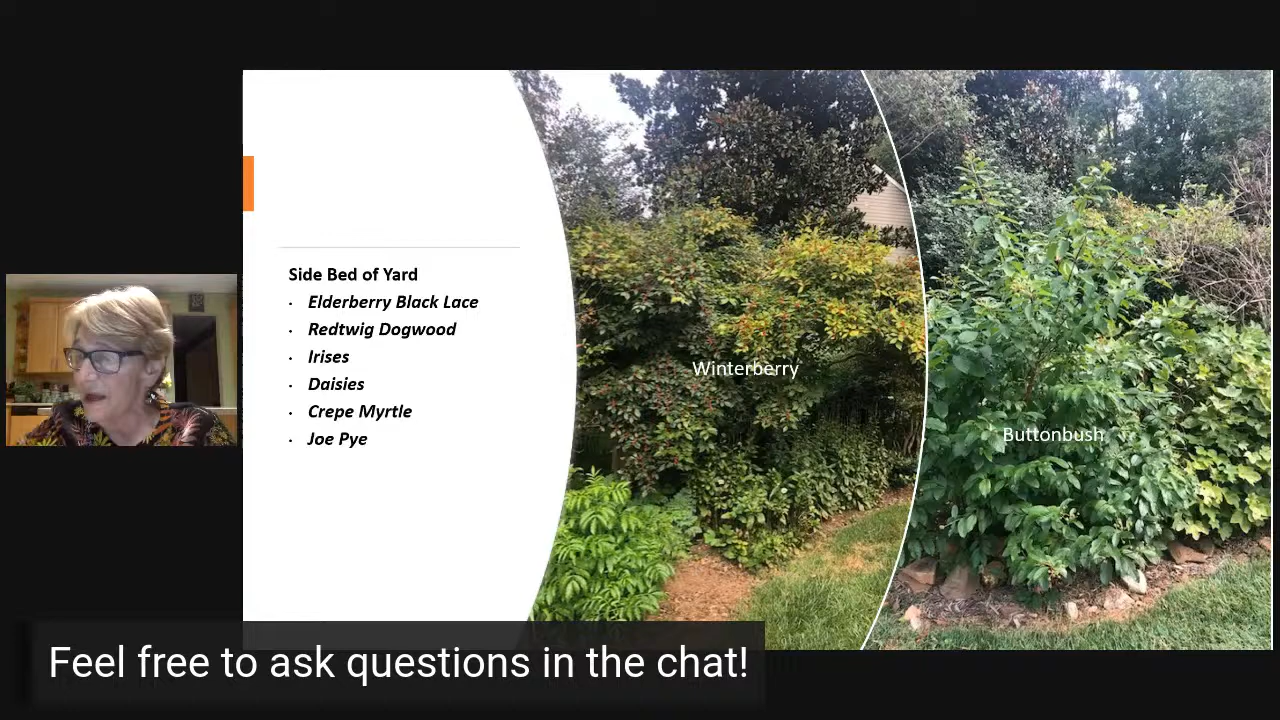 Side Bed of Yard
• Elderberry Black Lace
• Redtwig Dogwood
• Irises
• Daisies
• Crepe Myrtle
• Joe Pye
Winterberry
Buttonbush
Feel free to ask questions in the chat!